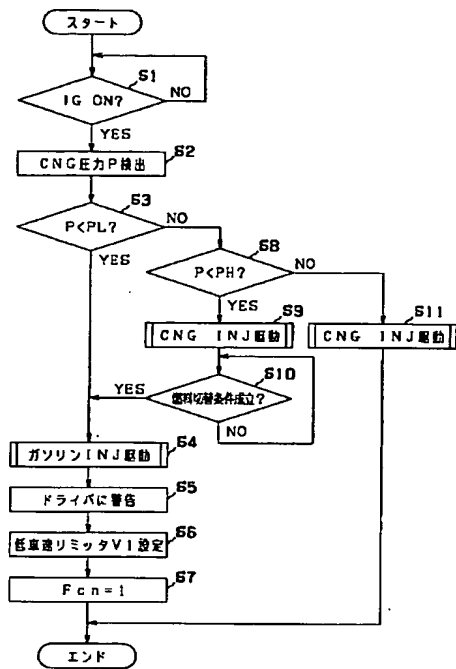 スタート
S1
IG ON?
NO
YES
S2
CNG圧力P検出
S3
P<PL?
NO
YES
S8
P<PH?
NO
YES
S9
CNG INJ駆動
S11
CNG INJ駆動
S10
燃料切替条件成立?
YES
NO
S4
ガソリンINJ駆動
S5
ドライバに警告
S6
低車速リミッタV1設定
S7
Fcn=1
エンド